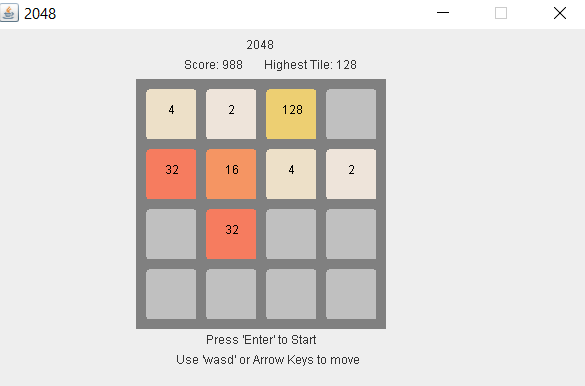 2048
2048
Score: 988 Highest Tile: 128
4 2 128
32 16 4 2
32
Press 'Enter' to Start
Use 'wasd' or Arrow Keys to move